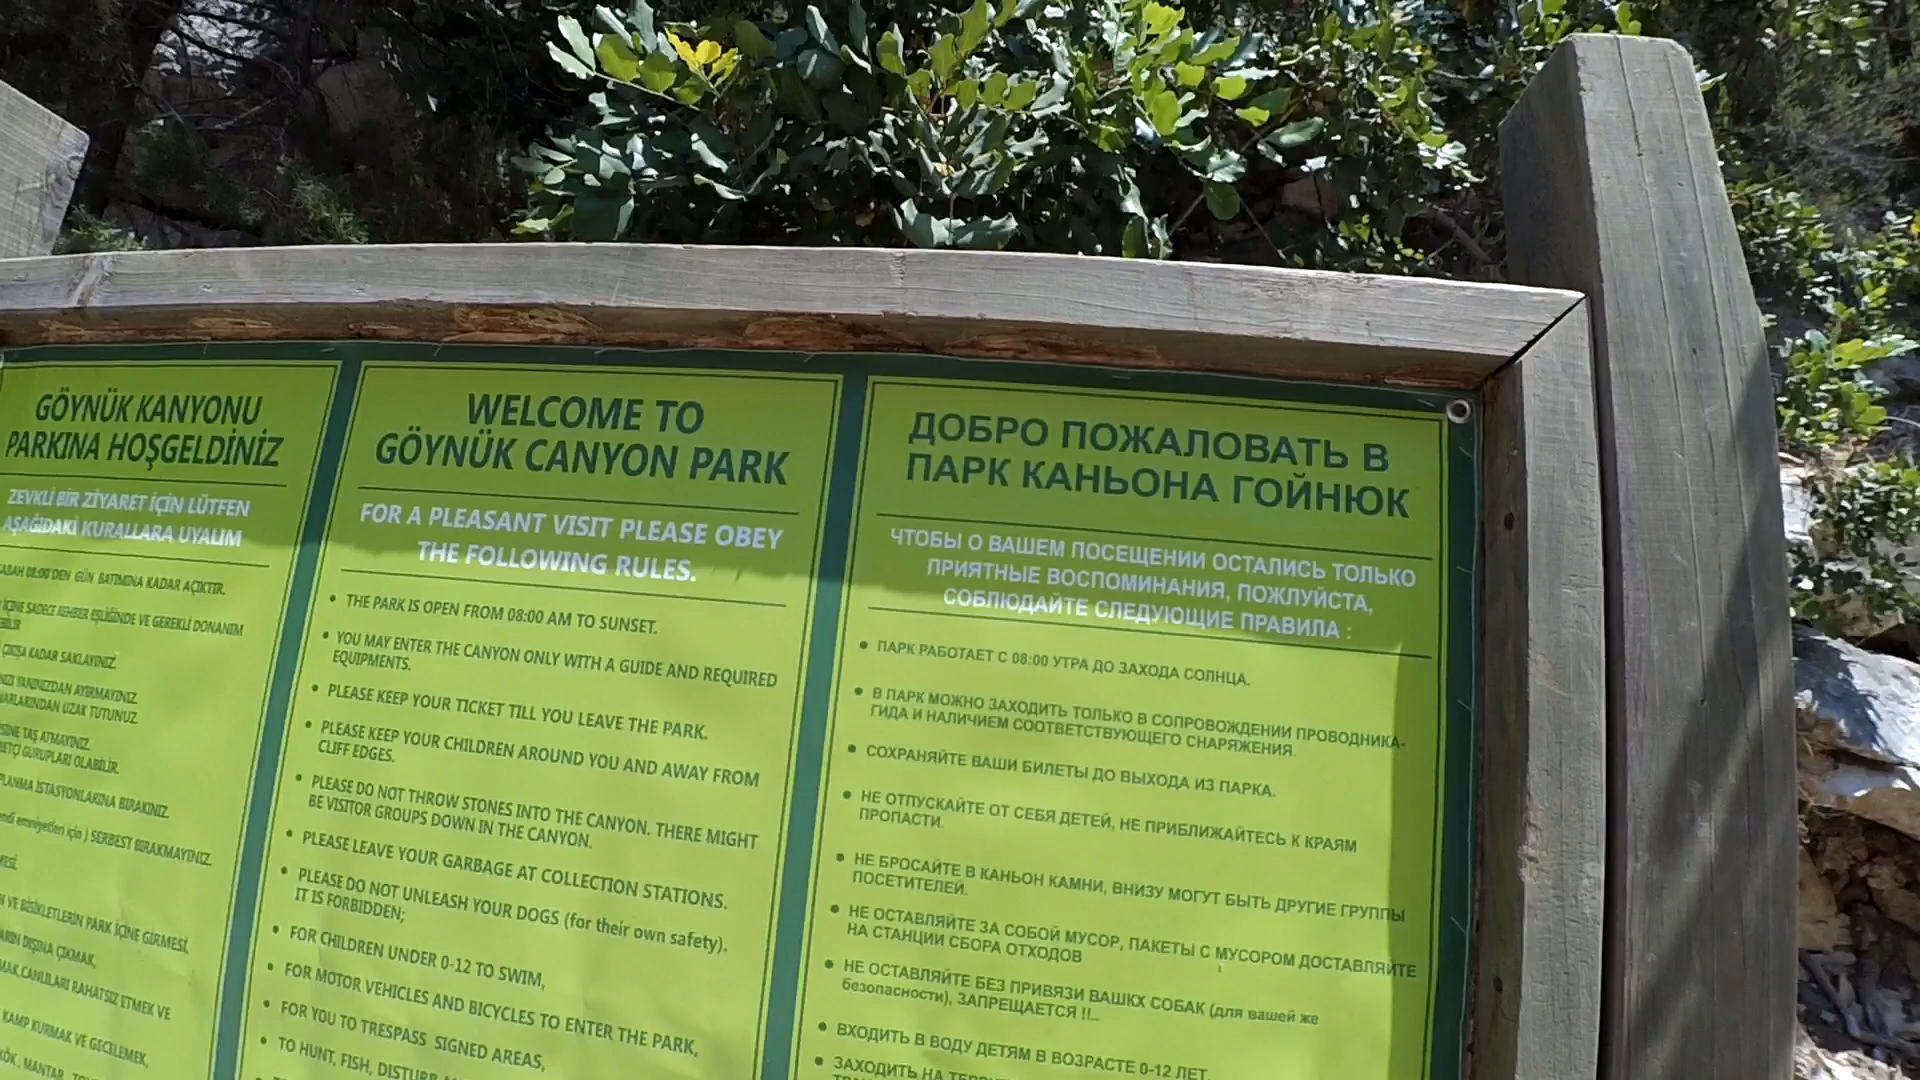 GÖYNÜK KANYONU
PARKINA HOŞGELDİNİZ
ZEVKLİ BİR ZİYARET İÇİN LÜTFEN
AŞAĞIDAKİ KURALLARA UYALIM
SABAH 08:00'DEN GÜN BATIMINA KADAR AÇIKTIR.
İÇİNE SADECE REHBER EŞLİĞİNDE VE GEREKLİ DONANIM
ÇIKIŞA KADAR SAKLAYINIZ.
YANINIZDAN AYIRMAYINIZ.
UZAK TUTUNUZ.
TAŞ ATMAYINIZ.
GURUPLARI OLABİLİR.
İSTASYONLARINA BIRAKINIZ.
emniyetleri için ) SERBEST BIRAKMAYINIZ.
VE BİSİKLETLERİN PARK İÇİNE GİRMESİ,
DIŞINA ÇIKMAK,
CANLILARI RAHATSIZ ETMEK VE
KAMP KURMAK VE GECELEMEK,
KÖK, MANTAR,
WELCOME TO
GÖYNÜK CANYON PARK
FOR A PLEASANT VISIT PLEASE OBEY
THE FOLLOWING RULES.
• THE PARK IS OPEN FROM 08:00 AM TO SUNSET.
• YOU MAY ENTER THE CANYON ONLY WITH A GUIDE AND REQUIRED
EQUIPMENTS.
• PLEASE KEEP YOUR TICKET TILL YOU LEAVE THE PARK.
• PLEASE KEEP YOUR CHILDREN AROUND YOU AND AWAY FROM
CLIFF EDGES.
• PLEASE DO NOT THROW STONES INTO THE CANYON. THERE MIGHT
BE VISITOR GROUPS DOWN IN THE CANYON.
• PLEASE LEAVE YOUR GARBAGE AT COLLECTION STATIONS.
• PLEASE DO NOT UNLEASH YOUR DOGS (for their own safety).
IT IS FORBIDDEN;
• FOR CHILDREN UNDER 0-12 TO SWIM,
• FOR MOTOR VEHICLES AND BICYCLES TO ENTER THE PARK,
• FOR YOU TO TRESPASS SIGNED AREAS,
• TO HUNT, FISH, DISTURB
ДОБРО ПОЖАЛОВАТЬ В
ПАРК КАНЬОНА ГОЙНЮК
ЧТОБЫ О ВАШЕМ ПОСЕЩЕНИИ ОСТАЛИСЬ ТОЛЬКО
ПРИЯТНЫЕ ВОСПОМИНАНИЯ, ПОЖЛУЙСТА,
СОБЛЮДАЙТЕ СЛЕДУЮЩИЕ ПРАВИЛА :
• ПАРК РАБОТАЕТ С 08:00 УТРА ДО ЗАХОДА СОЛНЦА.
• В ПАРК МОЖНО ЗАХОДИТЬ ТОЛЬКО В СОПРОВОЖДЕНИИ ПРОВОДНИКА-
ГИДА И НАЛИЧИЕМ СООТВЕТСТВУЮЩЕГО СНАРЯЖЕНИЯ.
• СОХРАНЯЙТЕ ВАШИ БИЛЕТЫ ДО ВЫХОДА ИЗ ПАРКА.
• НЕ ОТПУСКАЙТЕ ОТ СЕБЯ ДЕТЕЙ, НЕ ПРИБЛИЖАЙТЕСЬ К КРАЯМ
ПРОПАСТИ.
• НЕ БРОСАЙТЕ В КАНЬОН КАМНИ, ВНИЗУ МОГУТ БЫТЬ ДРУГИЕ ГРУППЫ
ПОСЕТИТЕЛЕЙ.
• НЕ ОСТАВЛЯЙТЕ ЗА СОБОЙ МУСОР, ПАКЕТЫ С МУСОРОМ ДОСТАВЛЯЙТЕ
НА СТАНЦИИ СБОРА ОТХОДОВ
• НЕ ОСТАВЛЯЙТЕ БЕЗ ПРИВЯЗИ ВАШКХ СОБАК (для вашей же
безопасности), ЗАПРЕЩАЕТСЯ !!..
• ВХОДИТЬ В ВОДУ ДЕТЯМ В ВОЗРАСТЕ 0-12 ЛЕТ.
• ЗАХОДИТЬ НА